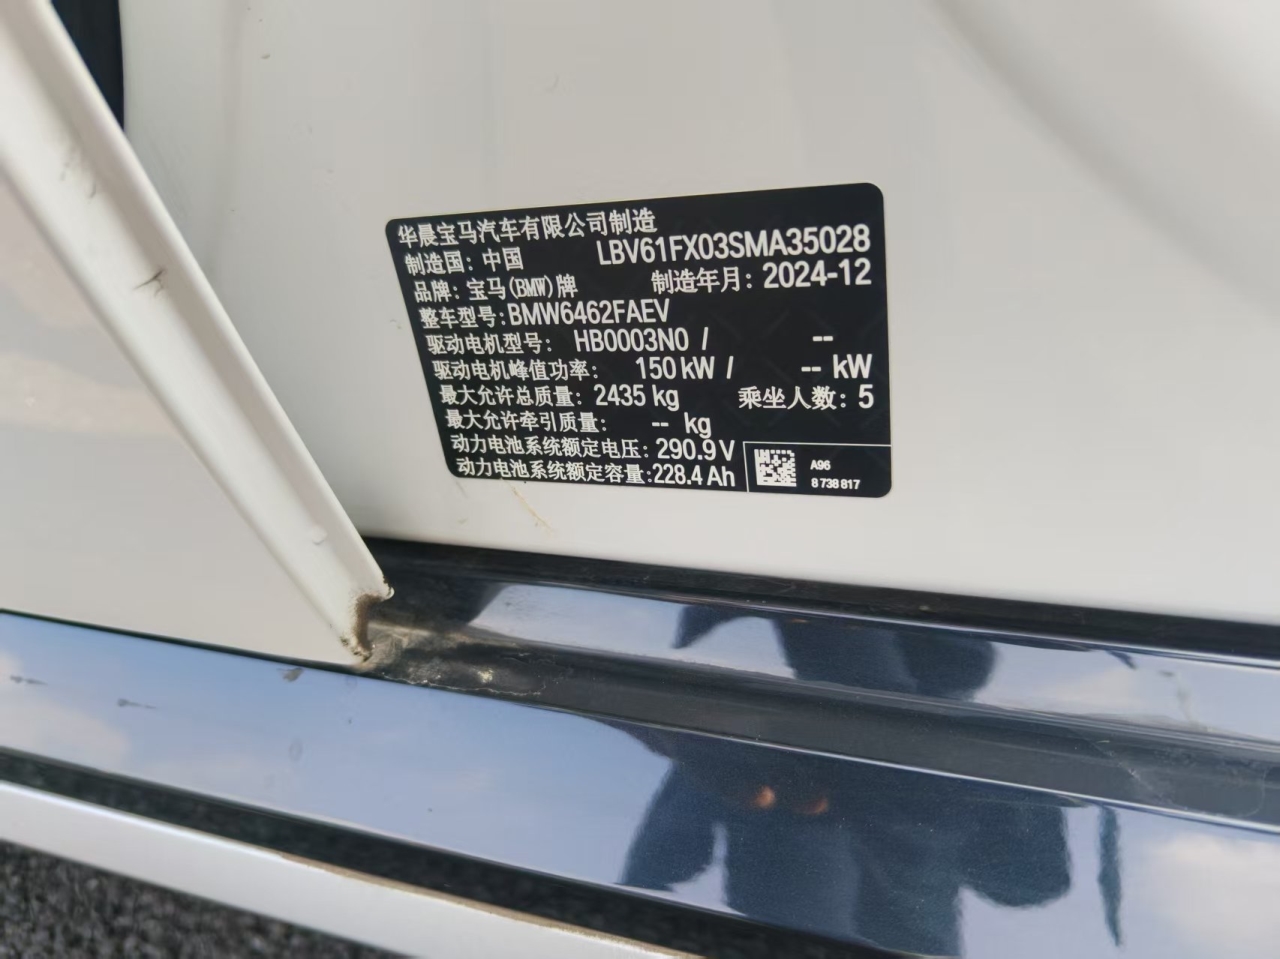 华晨宝马汽车有限公司制造
制造国: 中国 LBV61FX03SMA35028
品牌: 宝马(BMW)牌 制造年月: 2024-12
整车型号: BMW6462FAEV
驱动电机型号: HB0003N0 / --
驱动电机峰值功率: 150 kW / -- kW
最大允许总质量: 2435 kg 乘坐人数: 5
最大允许牵引质量: -- kg
动力电池系统额定电压: 290.9 V
动力电池系统额定容量: 228.4 Ah
A96
8 738 817